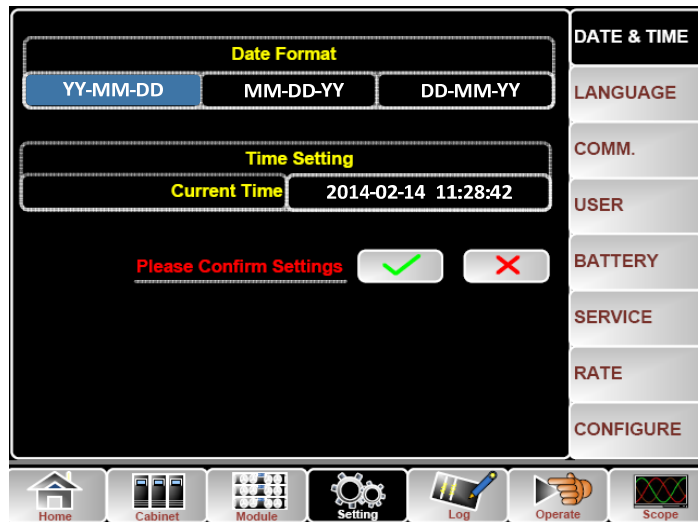 DATE & TIME
Date Format
YY-MM-DD MM-DD-YY DD-MM-YY
LANGUAGE
Time Setting
COMM.
Current Time 2014-02-14 11:28:42
USER
Please Confirm Settings
BATTERY
SERVICE
RATE
CONFIGURE
Home Cabinet Module Setting Log Operate Scope